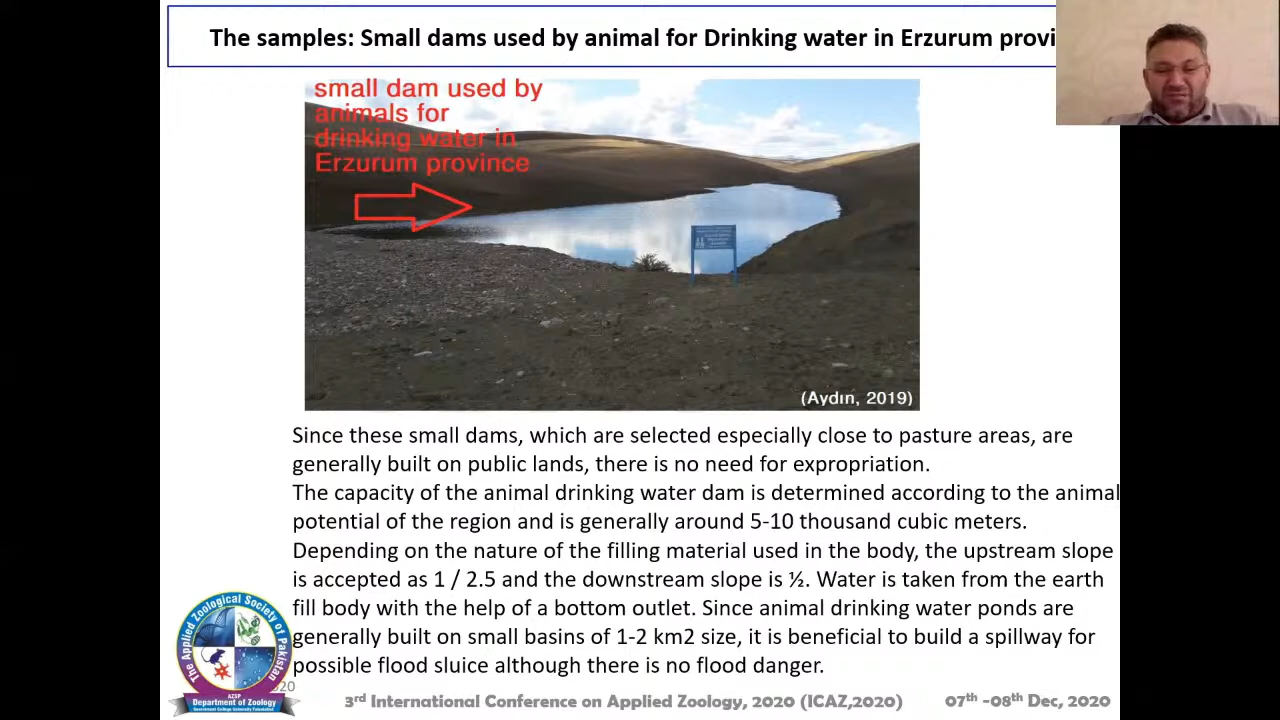 The samples: Small dams used by animal for Drinking water in Erzurum provi
small dam used by
animals for
drinking water in
Erzurum province
(Aydın, 2019)
Since these small dams, which are selected especially close to pasture areas, are
generally built on public lands, there is no need for expropriation.
The capacity of the animal drinking water dam is determined according to the animal
potential of the region and is generally around 5-10 thousand cubic meters.
Depending on the nature of the filling material used in the body, the upstream slope
is accepted as 1 / 2.5 and the downstream slope is ½. Water is taken from the earth
fill body with the help of a bottom outlet. Since animal drinking water ponds are
generally built on small basins of 1-2 km2 size, it is beneficial to build a spillway for
possible flood sluice although there is no flood danger.
The Applied Zoological Society of Pakistan
AZSP
Department of Zoology
Government College University Faisalabad
020
3rd International Conference on Applied Zoology, 2020 (ICAZ,2020)
07th -08th Dec, 2020